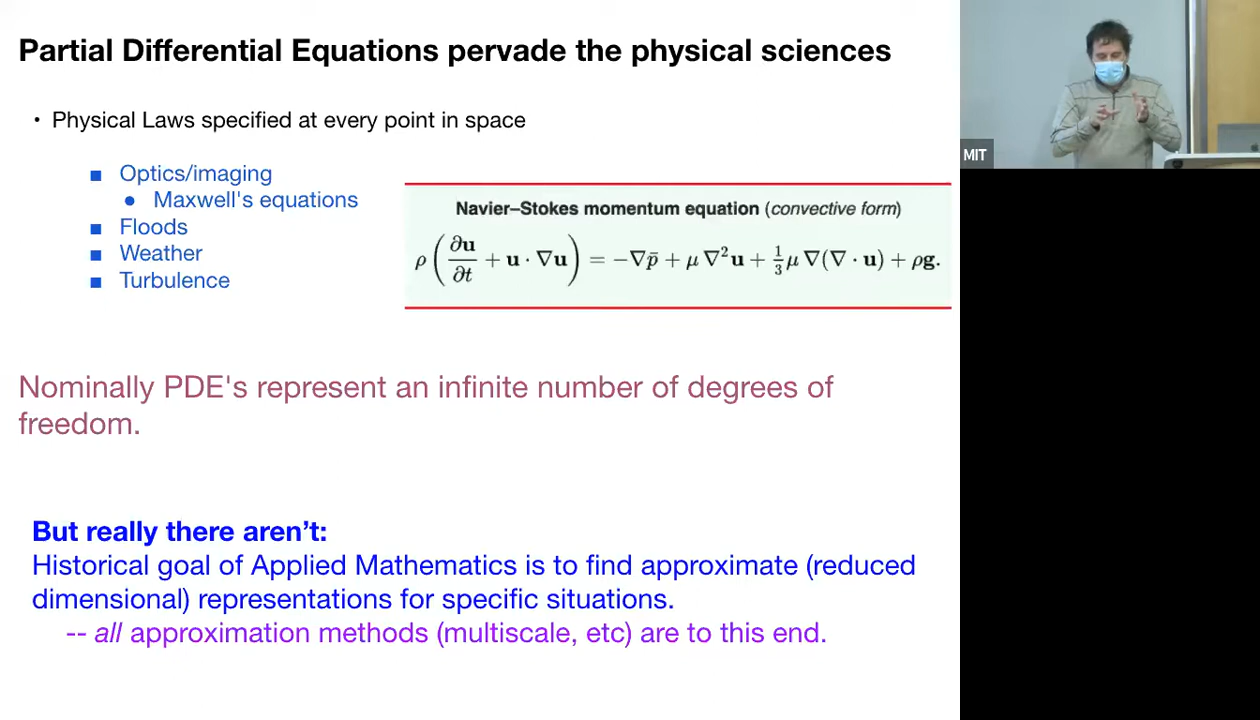 Partial Differential Equations pervade the physical sciences
• Physical Laws specified at every point in space
■ Optics/imaging
● Maxwell's equations
■ Floods
■ Weather
■ Turbulence
Navier–Stokes momentum equation (convective form)
ρ(∂u/∂t + u · ∇u) = −∇p̄ + μ ∇²u + ⅓μ ∇(∇ · u) + ρg.
Nominally PDE's represent an infinite number of degrees of
freedom.
But really there aren’t:
Historical goal of Applied Mathematics is to find approximate (reduced
dimensional) representations for specific situations.
-- all approximation methods (multiscale, etc) are to this end.
MIT